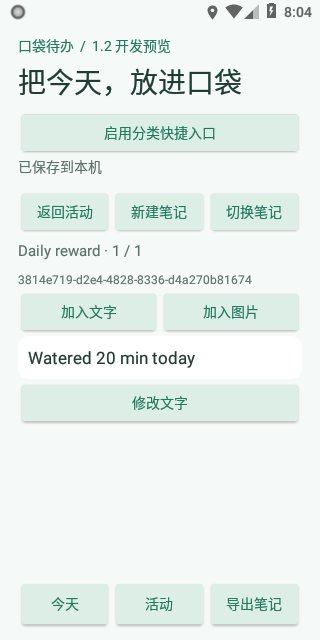 8:04
口袋待办 / 1.2 开发预览
把今天，放进口袋
启用分类快捷入口
已保存到本机
返回活动
新建笔记
切换笔记
Daily reward · 1 / 1
3814e719-d2e4-4828-8336-d4a270b81674
加入文字
加入图片
Watered 20 min today
修改文字
今天
活动
导出笔记